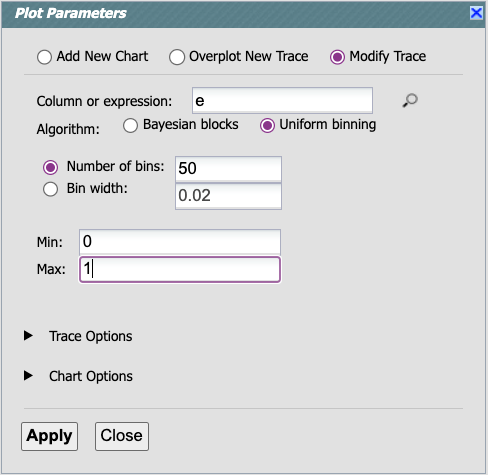 Plot Parameters
Add New Chart Overplot New Trace Modify Trace
Column or expression: e
Algorithm: Bayesian blocks Uniform binning
Number of bins: 50
Bin width: 0.02
Min: 0
Max: 1
Trace Options
Chart Options
Apply Close